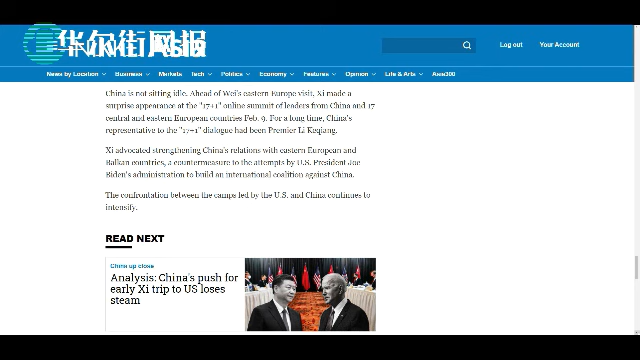 华尔街风报
Asia
Log out
Your Account
News by Location
Business
Markets
Tech
Politics
Economy
Features
Opinion
Life & Arts
Asia300
China is not sitting idle. Ahead of Wei's eastern Europe visit, Xi made a
surprise appearance at the "17+1" online summit of leaders from China and 17
central and eastern European countries Feb. 9. For a long time, China's
representative to the "17+1" dialogue had been Premier Li Keqiang.
Xi advocated strengthening China's relations with eastern European and
Balkan countries, a countermeasure to the attempts by U.S. President Joe
Biden's administration to build an international coalition against China.
The confrontation between the camps led by the U.S. and China continues to
intensify.
READ NEXT
China up close
Analysis: China's push for
early Xi trip to US loses
steam